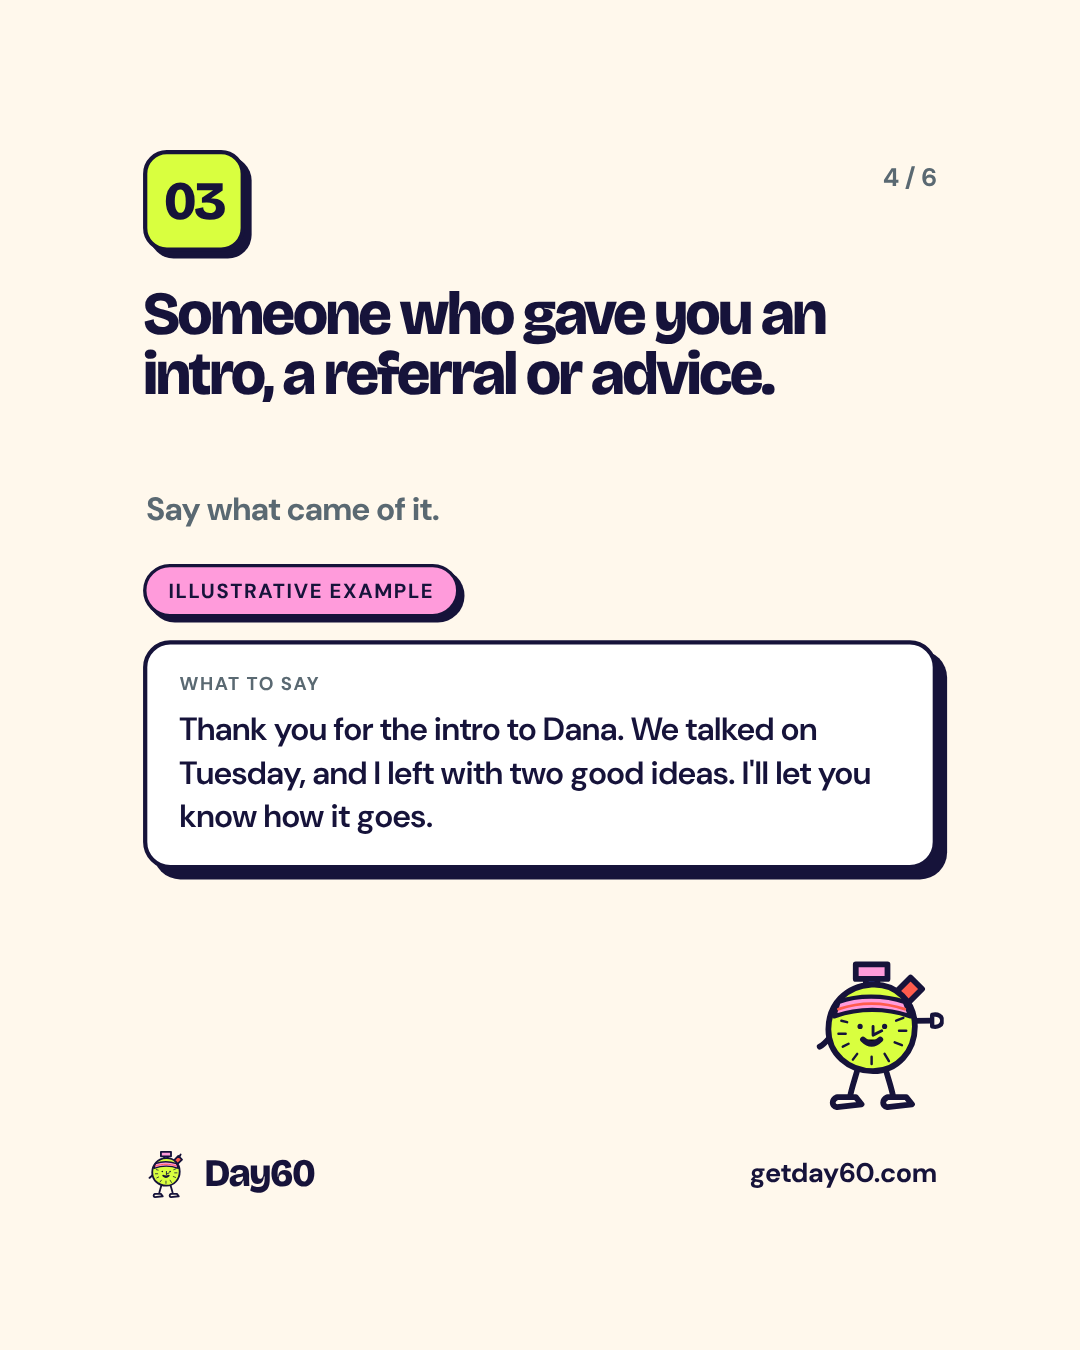 03
4 / 6
Someone who gave you an
intro, a referral or advice.
Say what came of it.
ILLUSTRATIVE EXAMPLE
WHAT TO SAY
Thank you for the intro to Dana. We talked on
Tuesday, and I left with two good ideas. I'll let you
know how it goes.
Day60
getday60.com